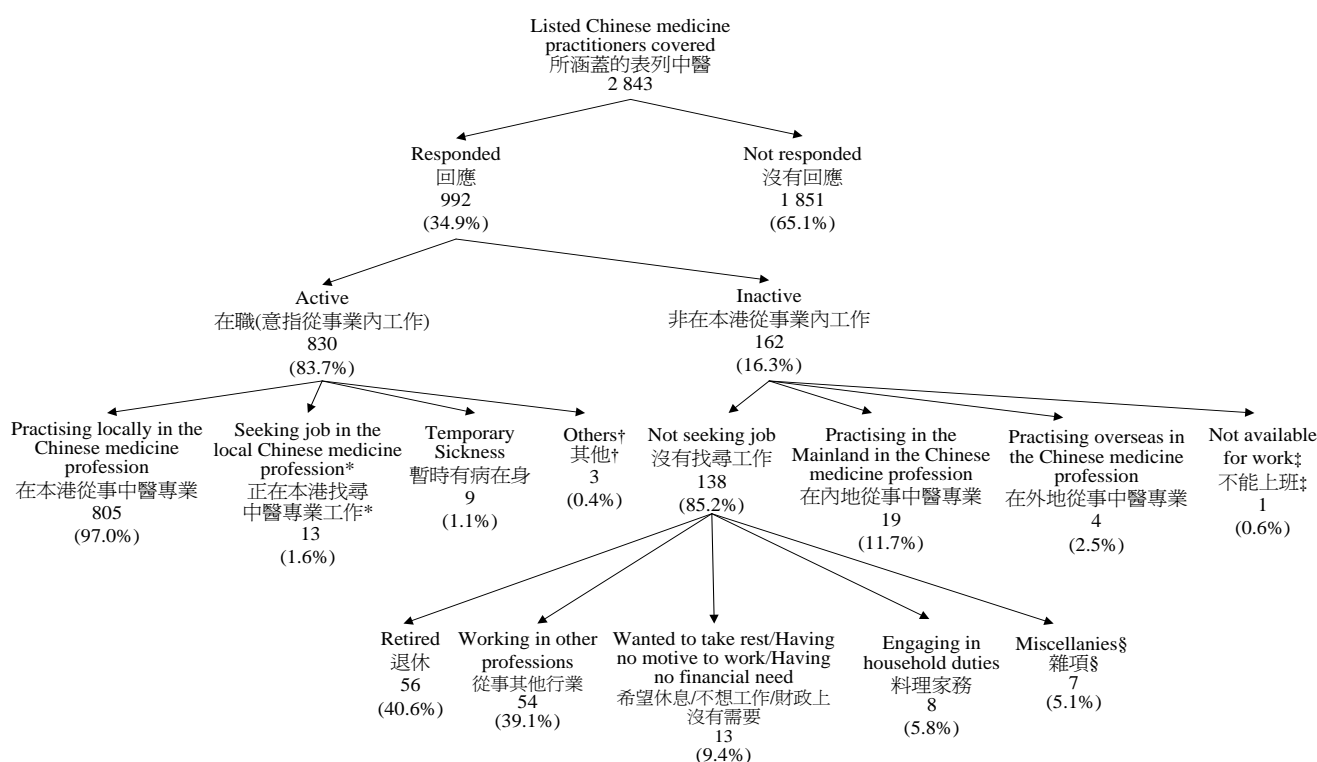 Listed Chinese medicine
practitioners covered
所涵蓋的表列中醫
2 843
Responded
回應
992
(34.9%)
Not responded
沒有回應
1 851
(65.1%)
Active
在職(意指從事業內工作)
830
(83.7%)
Inactive
非在本港從事業內工作
162
(16.3%)
Practising locally in the
Chinese medicine
profession
在本港從事中醫專業
805
(97.0%)
Seeking job in the
local Chinese medicine
profession*
正在本港找尋
中醫專業工作*
13
(1.6%)
Temporary
Sickness
暫時有病在身
9
(1.1%)
Others†
其他†
3
(0.4%)
Not seeking job
沒有找尋工作
138
(85.2%)
Practising in the
Mainland in the Chinese
medicine profession
在內地從事中醫專業
19
(11.7%)
Practising overseas in
the Chinese medicine
profession
在外地從事中醫專業
4
(2.5%)
Not available
for work‡
不能上班‡
1
(0.6%)
Retired
退休
56
(40.6%)
Working in other
professions
從事其他行業
54
(39.1%)
Wanted to take rest/Having
no motive to work/Having
no financial need
希望休息/不想工作/財政上
沒有需要
13
(9.4%)
Engaging in
household duties
料理家務
8
(5.8%)
Miscellanies§
雜項§
7
(5.1%)